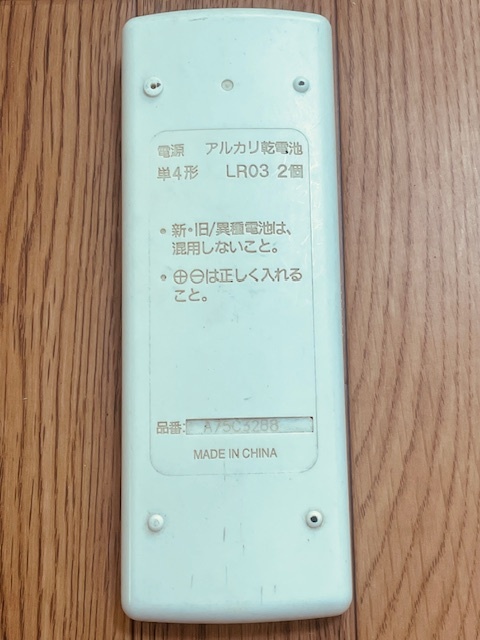 電源 アルカリ乾電池
単4形 LR03 2個
• 新・旧/異種電池は、
混用しないこと。
• ⊕⊖は正しく入れる
こと。
品番: A75C3288
MADE IN CHINA